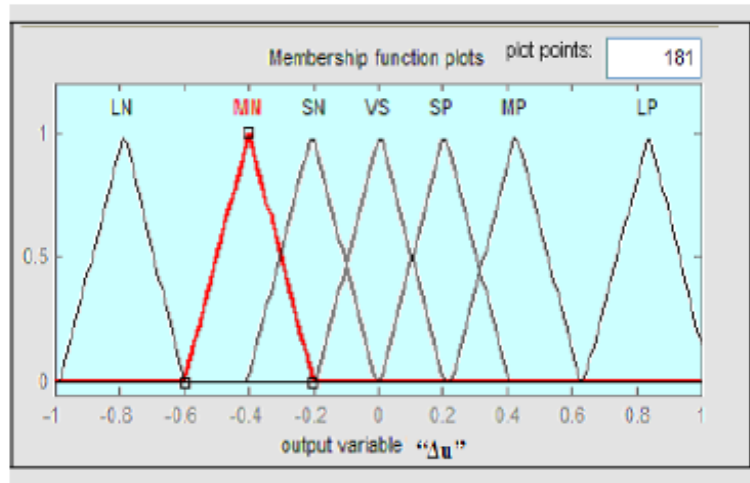 Membership function plots plot points: 181
LN MN SN VS SP MP LP
1
0.5
0
-1 -0.8 -0.6 -0.4 -0.2 0 0.2 0.4 0.6 0.8 1
output variable “Δu”